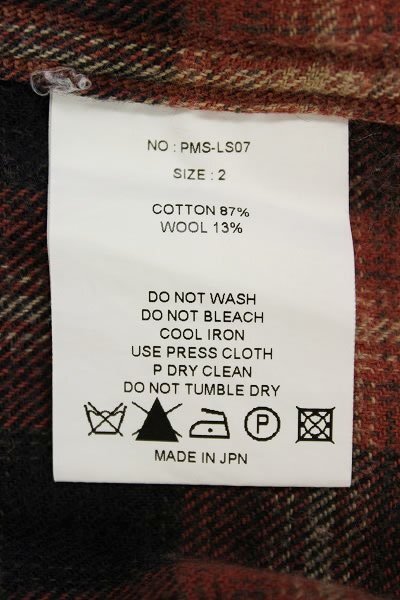 NO : PMS-LS07
SIZE : 2
COTTON 87%
WOOL 13%
DO NOT WASH
DO NOT BLEACH
COOL IRON
USE PRESS CLOTH
P DRY CLEAN
DO NOT TUMBLE DRY
P
MADE IN JPN